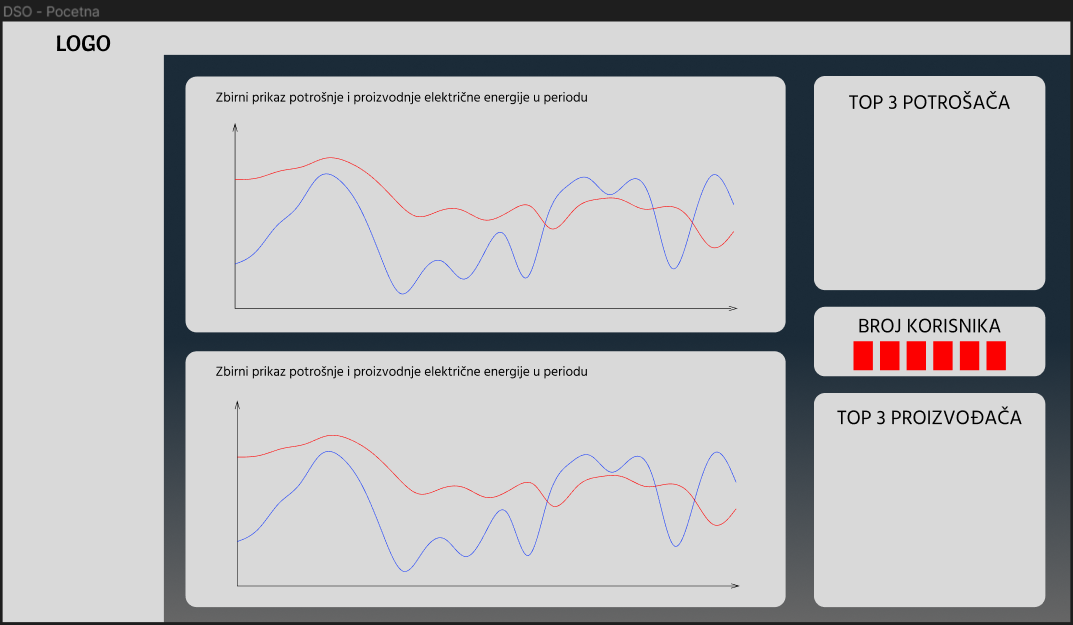 DSO - Pocetna
LOGO
Zbirni prikaz potrošnje i proizvodnje električne energije u periodu
TOP 3 POTROŠAČA
BROJ KORISNIKA
Zbirni prikaz potrošnje i proizvodnje električne energije u periodu
TOP 3 PROIZVOĐAČA